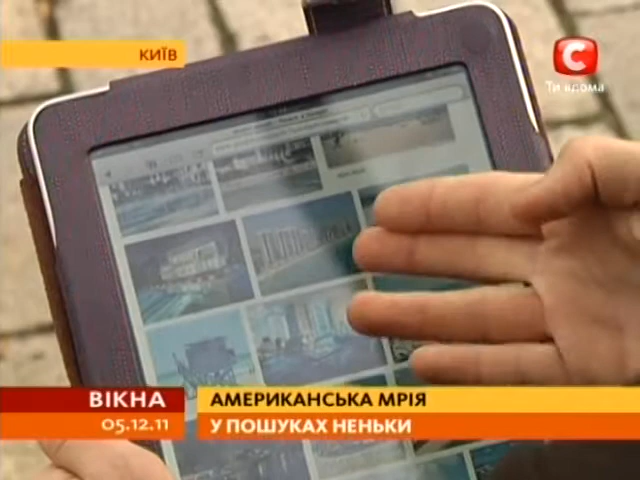 КИЇВ
Ти вдома
ВІКНА
05.12.11
АМЕРИКАНСЬКА МРІЯ
У ПОШУКАХ НЕНЬКИ